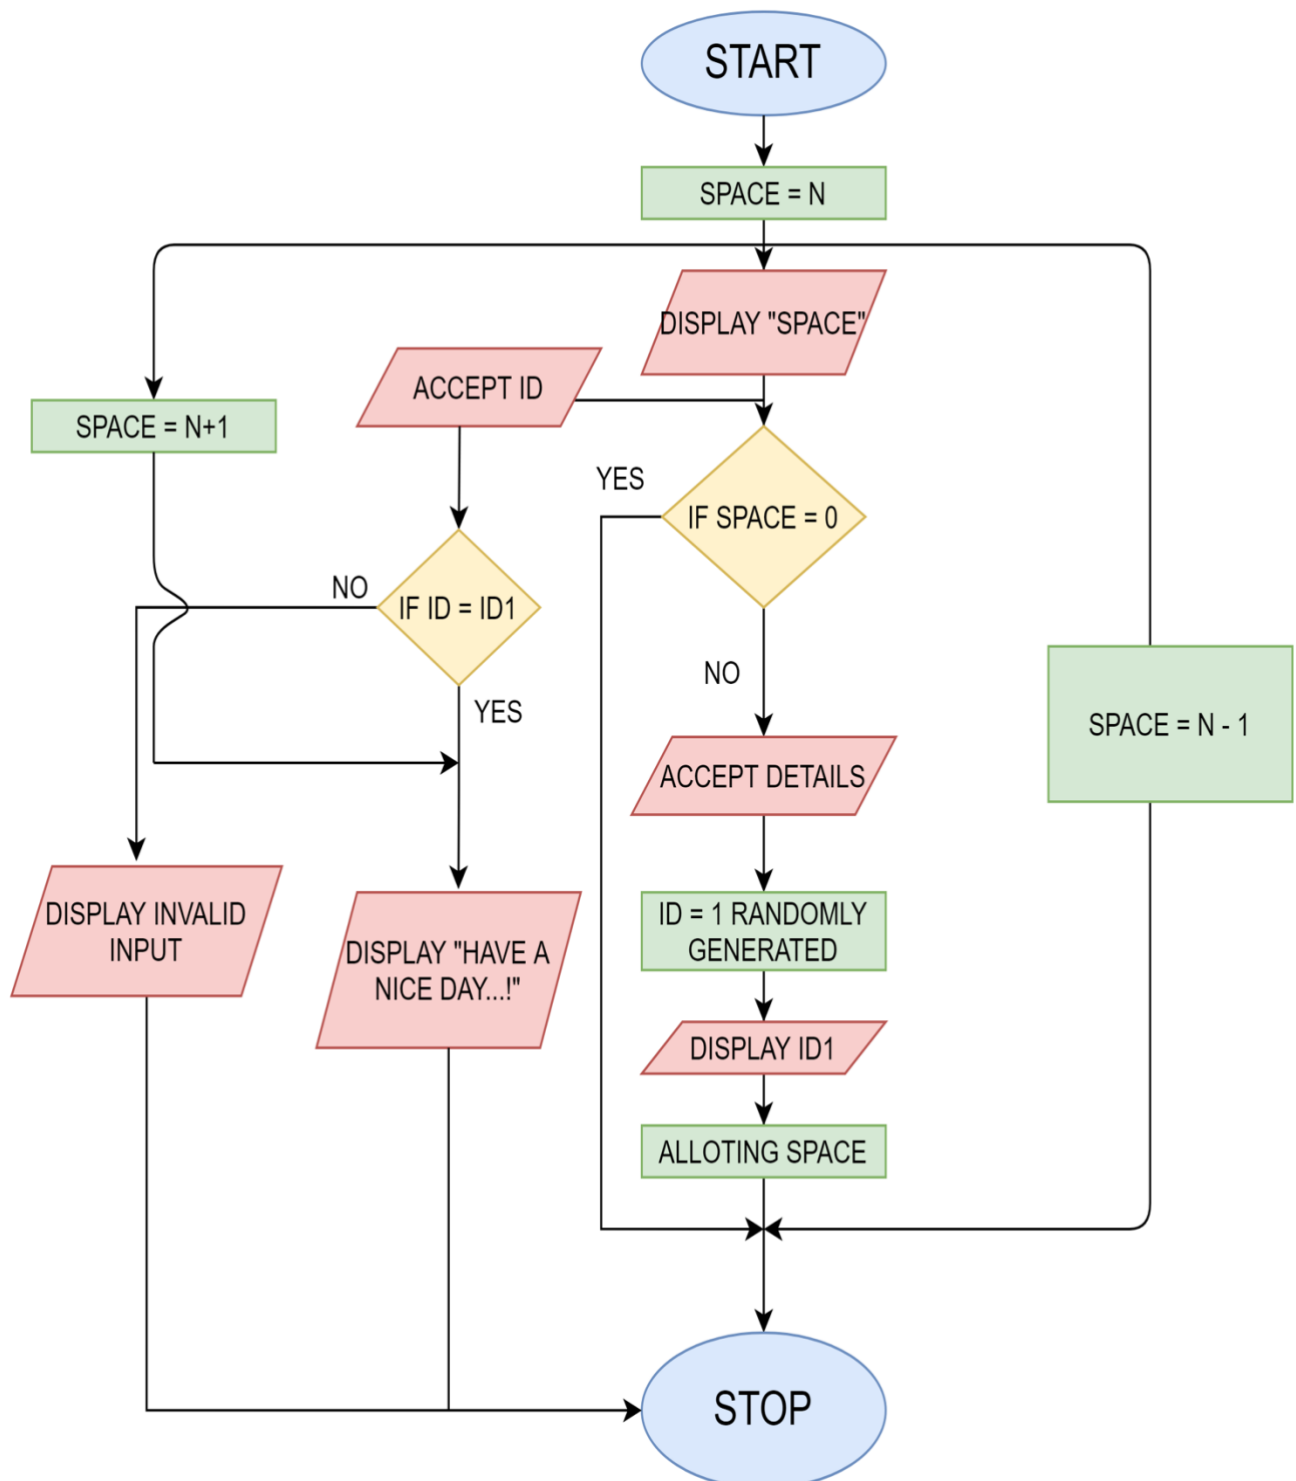 START
SPACE = N
DISPLAY "SPACE"
ACCEPT ID
SPACE = N+1
YES
IF SPACE = 0
NO
IF ID = ID1
NO
YES
SPACE = N - 1
ACCEPT DETAILS
DISPLAY INVALID
INPUT
DISPLAY "HAVE A
NICE DAY...!"
ID = 1 RANDOMLY
GENERATED
DISPLAY ID1
ALLOTING SPACE
STOP